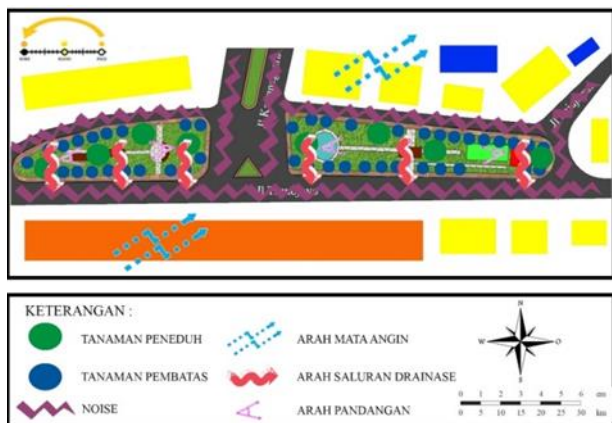 KETERANGAN :
TANAMAN PENEDUH
ARAH MATA ANGIN
TANAMAN PEMBATAS
ARAH SALURAN DRAINASE
NOISE
ARAH PANDANGAN
N
W
O
S
0 1 2 3 4 5 6 cm
0 5 10 15 20 25 30 km